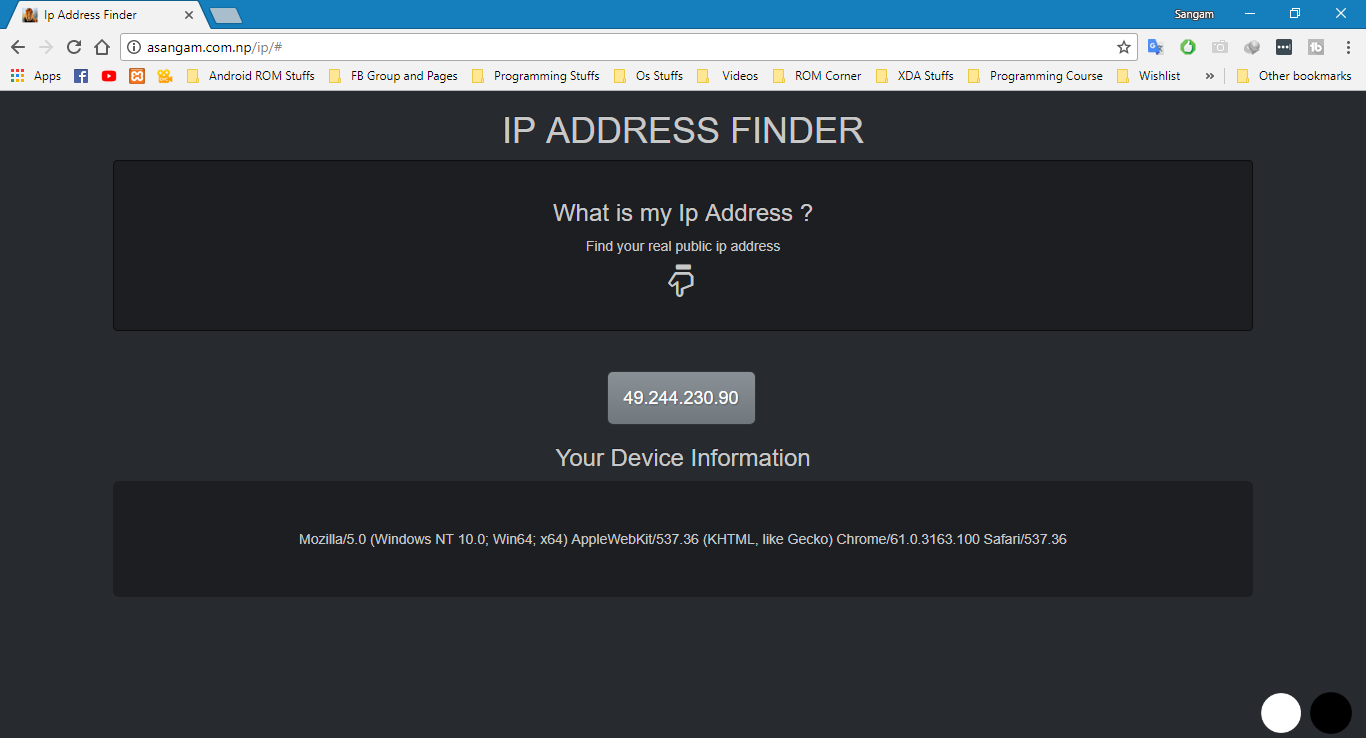 Ip Address Finder
Sangam
asangam.com.np/ip/#
Apps Android ROM Stuffs FB Group and Pages Programming Stuffs Os Stuffs Videos ROM Corner XDA Stuffs Programming Course Wishlist » Other bookmarks
IP ADDRESS FINDER
What is my Ip Address ?
Find your real public ip address
49.244.230.90
Your Device Information
Mozilla/5.0 (Windows NT 10.0; Win64; x64) AppleWebKit/537.36 (KHTML, like Gecko) Chrome/61.0.3163.100 Safari/537.36